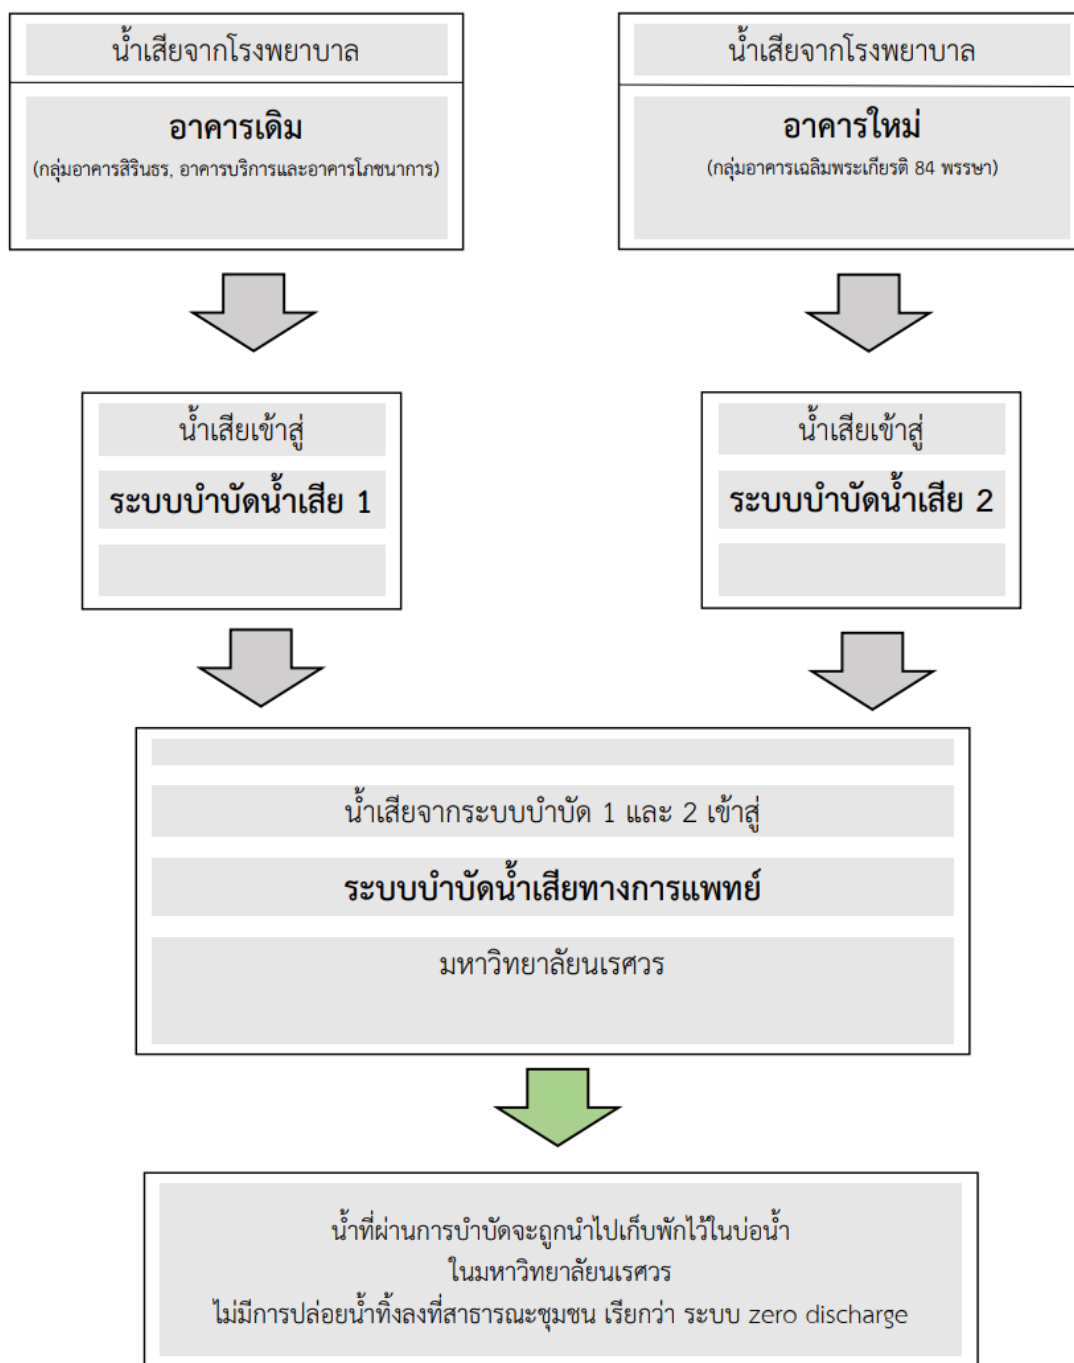 น้ำเสียจากโรงพยาบาล
อาคารเดิม
(กลุ่มอาคารสิรินธร, อาคารบริการและอาคารโภชนาการ)
น้ำเสียจากโรงพยาบาล
อาคารใหม่
(กลุ่มอาคารเฉลิมพระเกียรติ 84 พรรษา)
น้ำเสียเข้าสู่
ระบบบำบัดน้ำเสีย 1
น้ำเสียเข้าสู่
ระบบบำบัดน้ำเสีย 2
น้ำเสียจากระบบบำบัด 1 และ 2 เข้าสู่
ระบบบำบัดน้ำเสียทางการแพทย์
มหาวิทยาลัยนเรศวร
น้ำที่ผ่านการบำบัดจะถูกนำไปเก็บพักไว้ในบ่อน้ำ
ในมหาวิทยาลัยนเรศวร
ไม่มีการปล่อยน้ำทิ้งลงที่สาธารณะชุมชน เรียกว่า ระบบ zero discharge